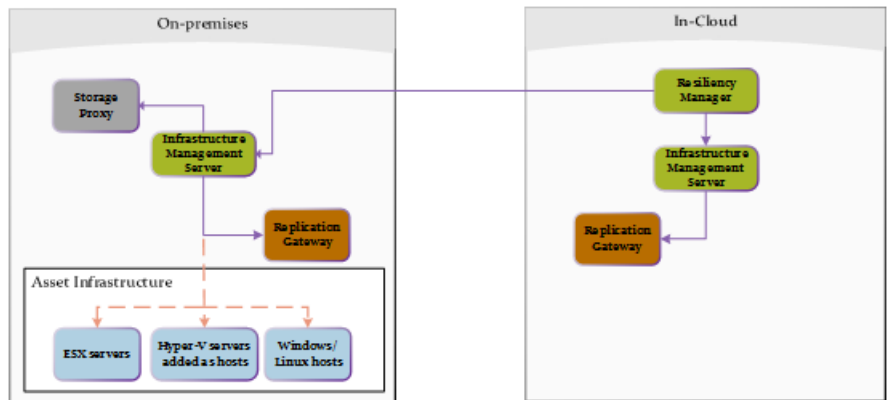 On-premises
In-Cloud
Storage
Proxy
Resiliency
Manager
Infrastructure
Management
Server
Infrastructure
Management
Server
Replication
Gateway
Replication
Gateway
Asset Infrastructure
ESX servers
Hyper-V servers
added as hosts
Windows/
Linux hosts